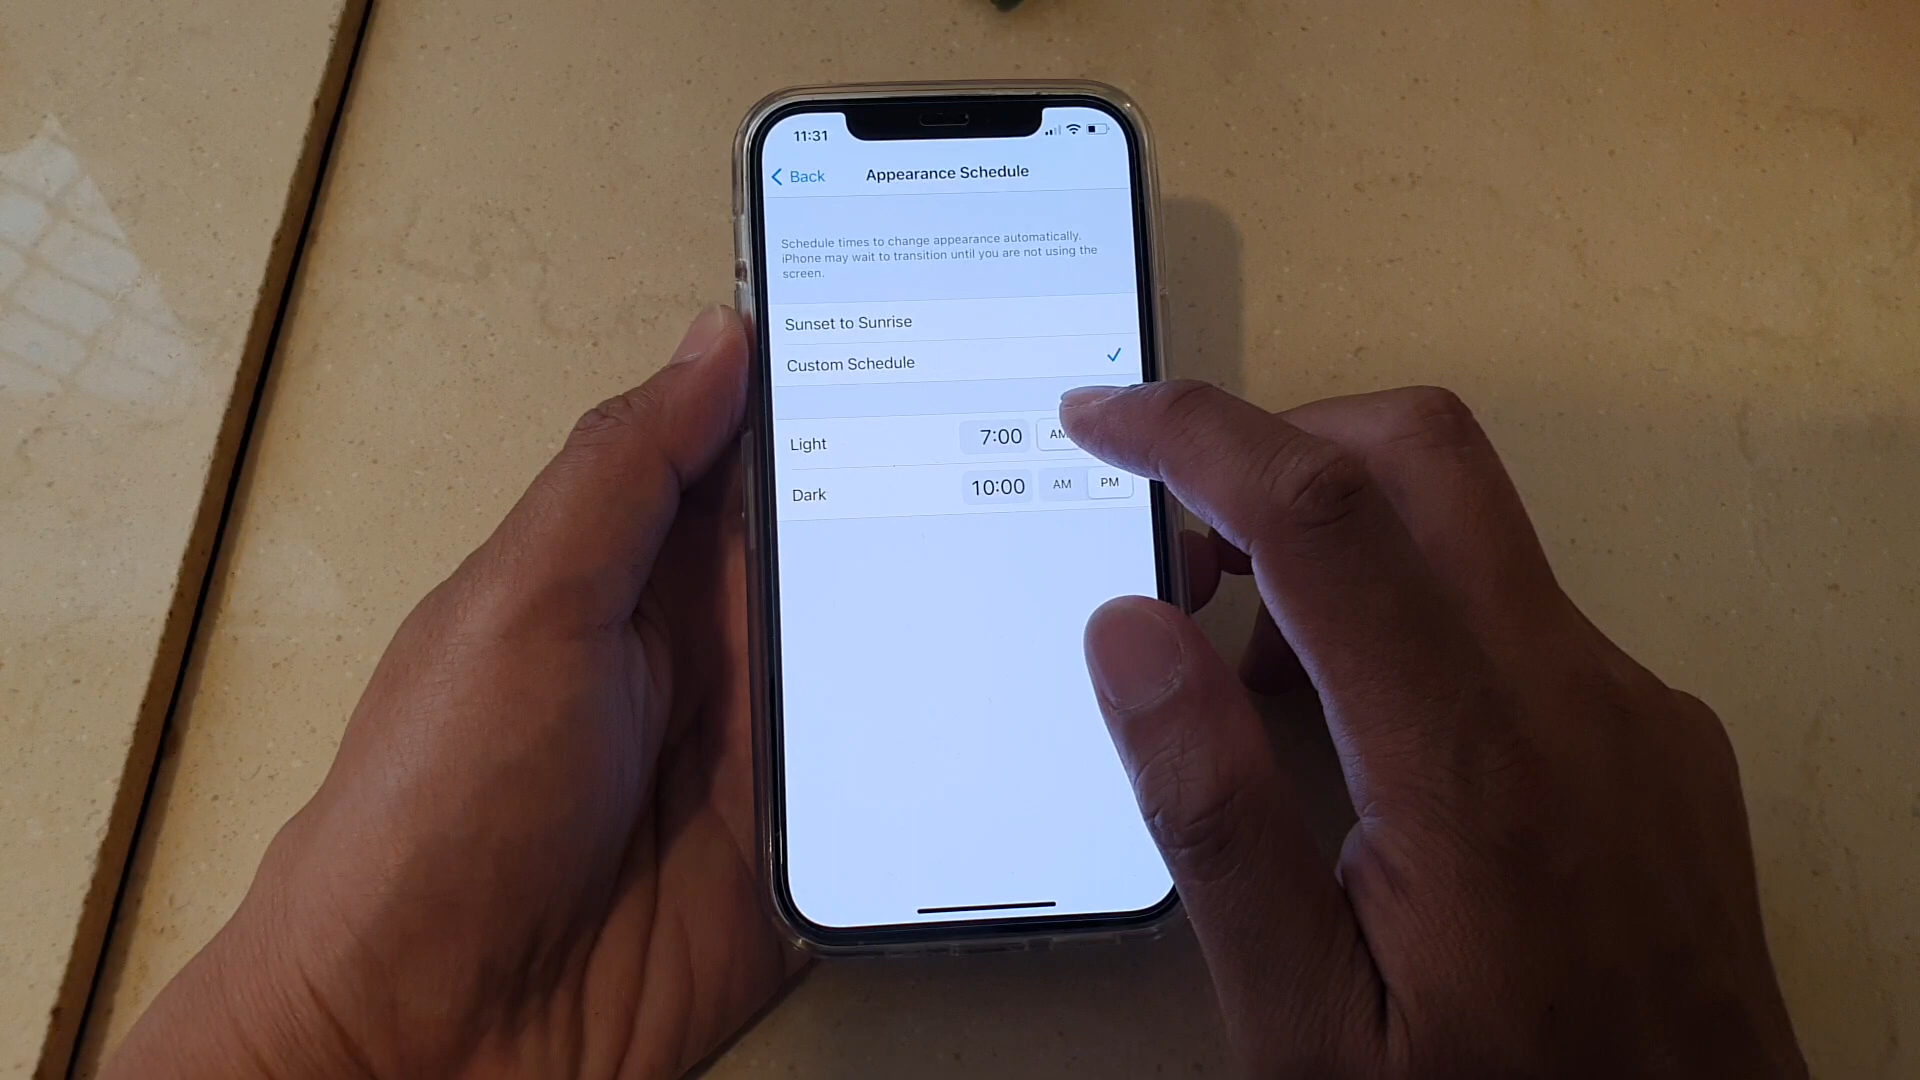 11:31
Back
Appearance Schedule
Schedule times to change appearance automatically.
iPhone may wait to transition until you are not using the
screen.
Sunset to Sunrise
Custom Schedule
Light 7:00 AM
Dark 10:00 AM PM